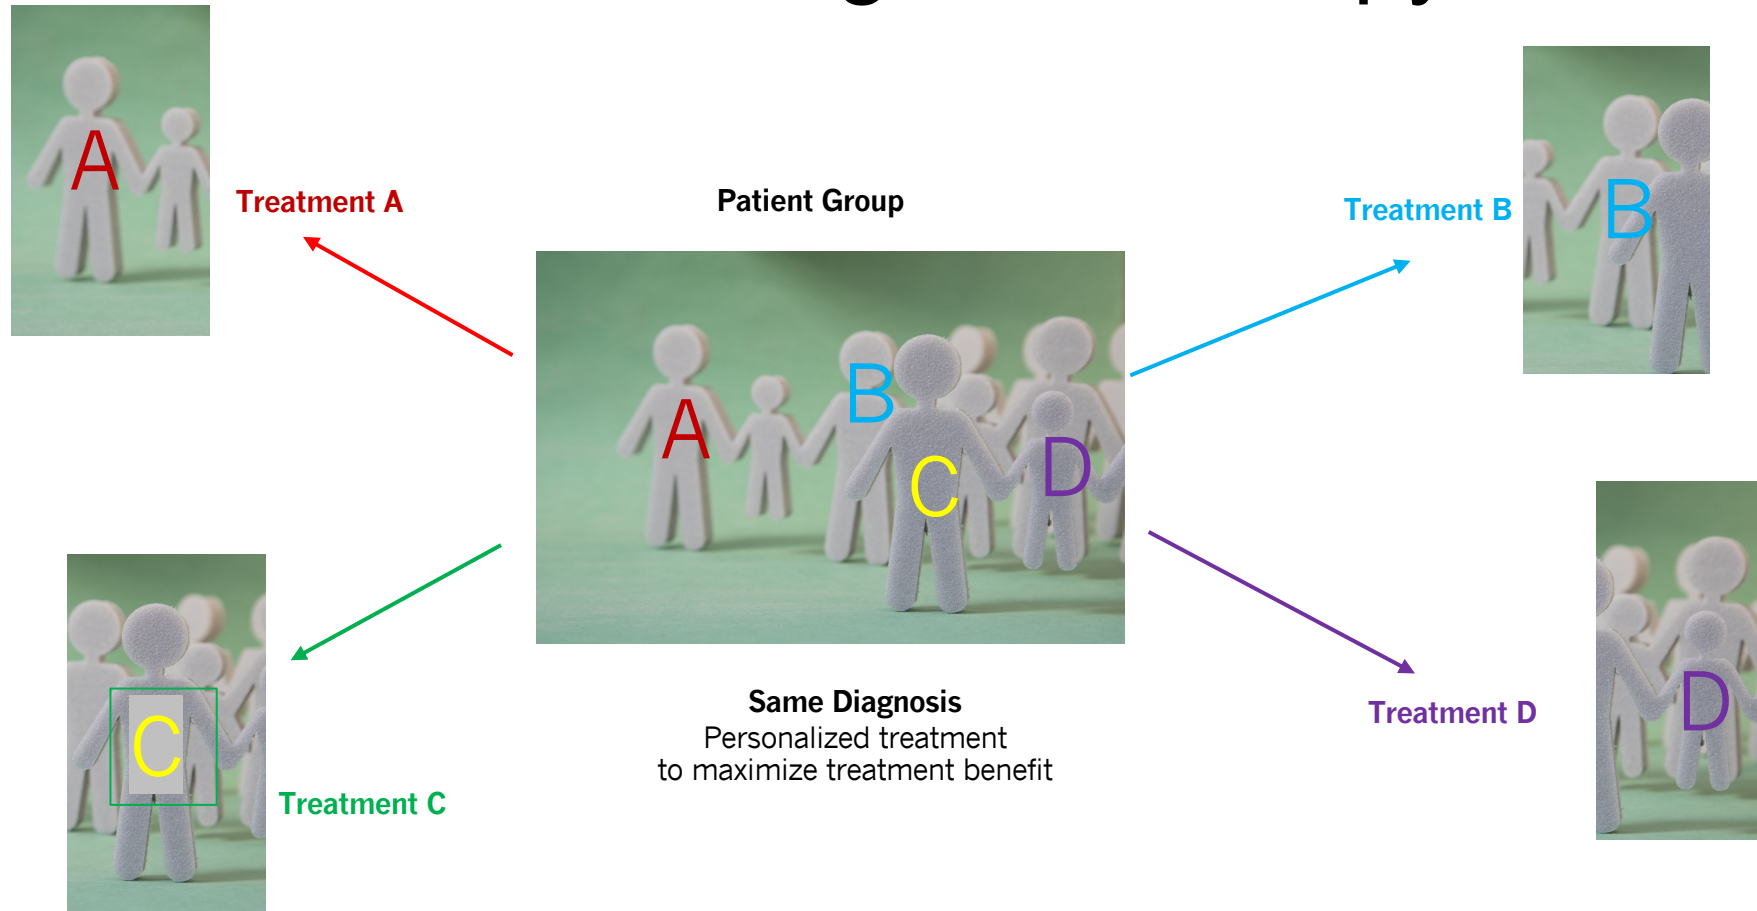 A
Treatment A
Patient Group
Treatment B
B
A
B
C
D
Same Diagnosis
Personalized treatment
to maximize treatment benefit
C
Treatment C
Treatment D
D